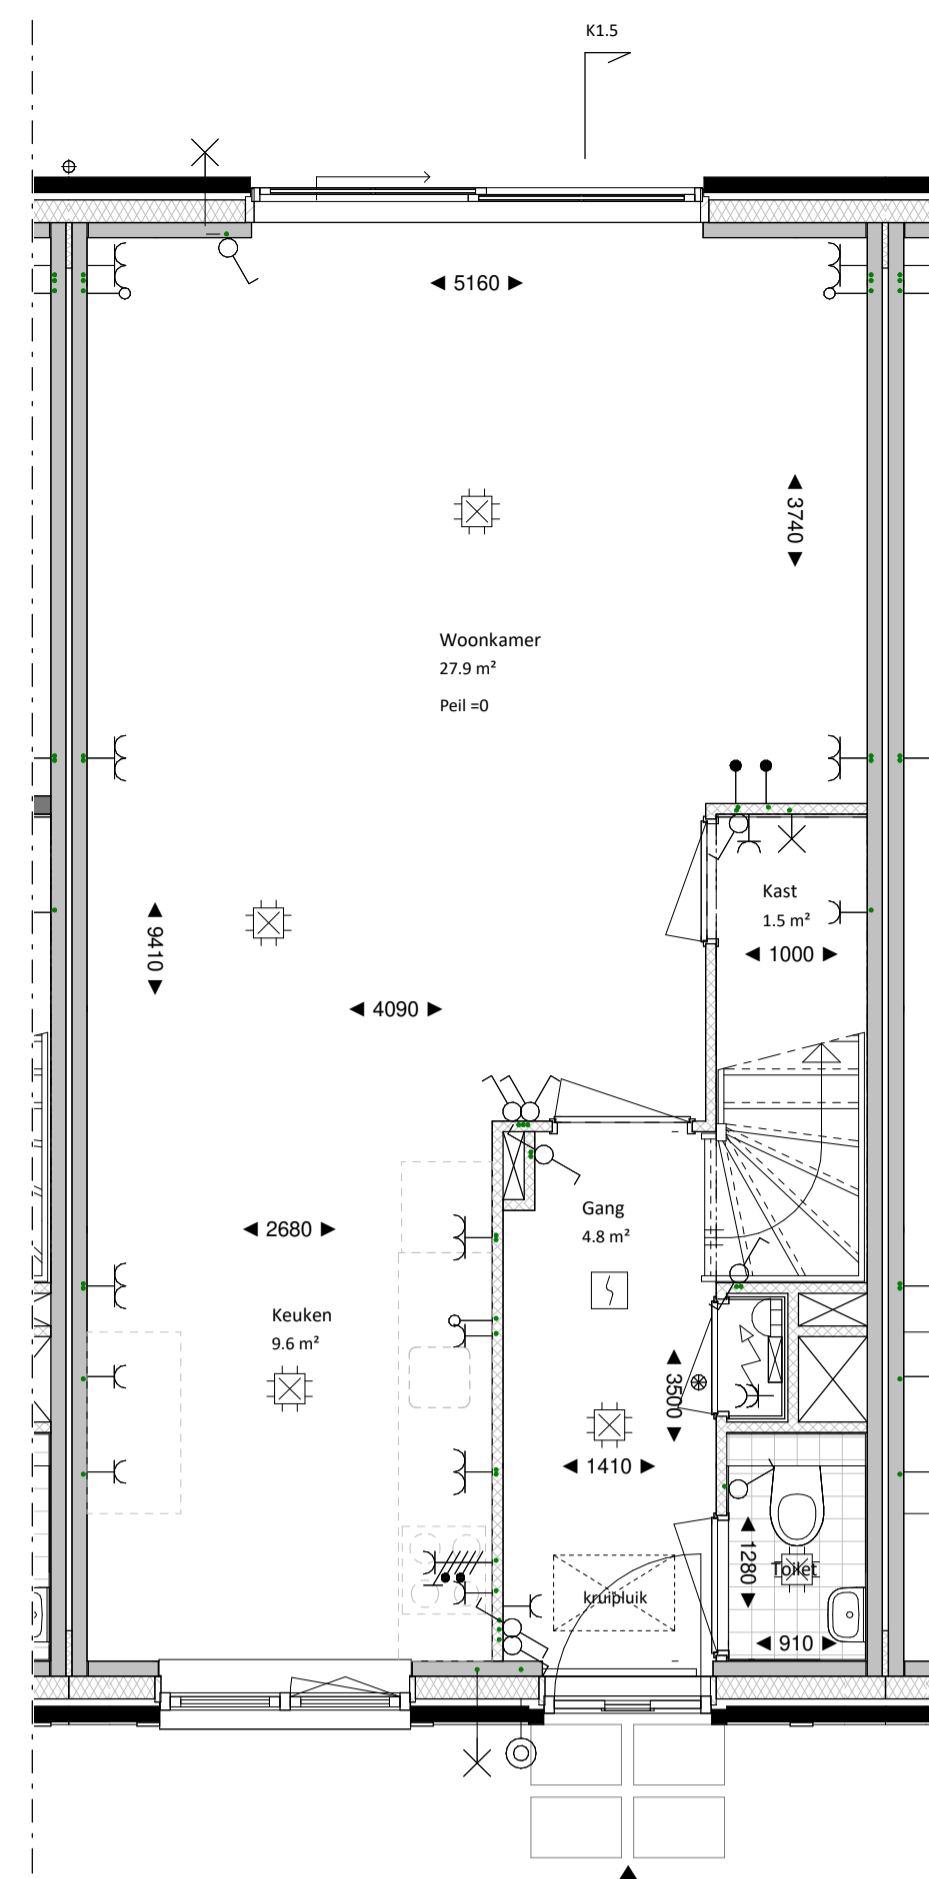 K1.5
◄ 5160 ►
◄ 3740 ►
Woonkamer
27.9 m²
Peil =0
Kast
1.5 m²
◄ 1000 ►
◄ 9410 ►
◄ 4090 ►
Gang
4.8 m²
◄ 2680 ►
Keuken
9.6 m²
◄ 3500 ►
◄ 1410 ►
◄ 1280 ►
Toilet
kruipluik
◄ 910 ►